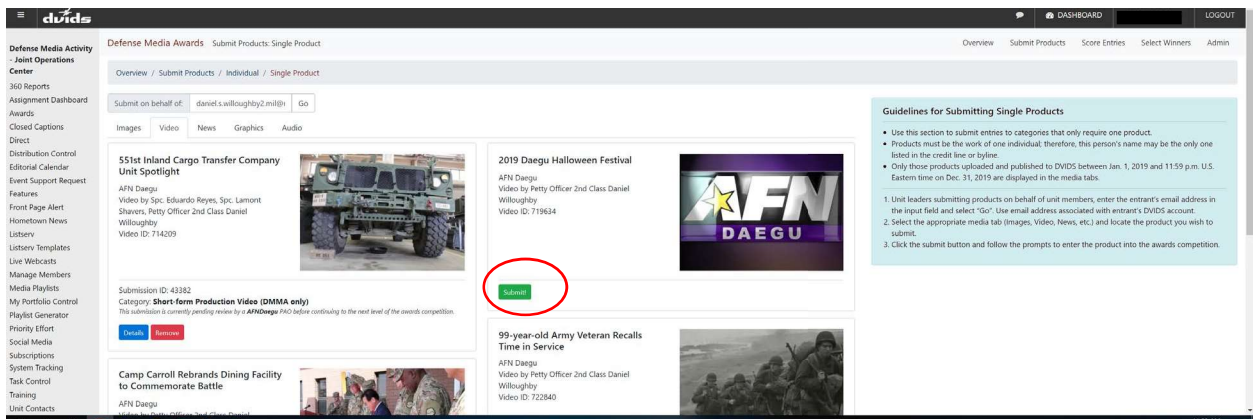 ≡ dvids
DASHBOARD
LOGOUT
Defense Media Activity
- Joint Operations
Center
360 Reports
Assignment Dashboard
Awards
Closed Captions
Direct
Distribution Control
Editorial Calendar
Event Support Request
Features
Front Page Alert
Hometown News
Listserv
Listserv Templates
Live Webcasts
Manage Members
Media Playlists
My Portfolio Control
Playlist Generator
Priority Effort
Social Media
Subscriptions
System Tracking
Task Control
Training
Unit Contacts
Defense Media Awards Submit Products: Single Product
Overview Submit Products Score Entries Select Winners Admin
Overview / Submit Products / Individual / Single Product
Submit on behalf of: daniel.s.willoughby2.mil@ Go
Images Video News Graphics Audio
551st Inland Cargo Transfer Company
Unit Spotlight
AFN Daegu
Video by Spc. Eduardo Reyes, Spc. Lamont
Shavers, Petty Officer 2nd Class Daniel
Willoughby
Video ID: 714209
Submission ID: 43382
Category: Short-form Production Video (DMMA only)
This submission is currently pending review by a AFNDaegu PAO before continuing to the next level of the awards competition.
Details Remove
2019 Daegu Halloween Festival
AFN Daegu
Video by Petty Officer 2nd Class Daniel
Willoughby
Video ID: 719634
AFN
DAEGU
Submit!
Camp Carroll Rebrands Dining Facility
to Commemorate Battle
AFN Daegu
Video by Petty Officer 2nd Class Daniel
99-year-old Army Veteran Recalls
Time in Service
AFN Daegu
Video by Petty Officer 2nd Class Daniel
Willoughby
Video ID: 722840
Guidelines for Submitting Single Products
• Use this section to submit entries to categories that only require one product.
• Products must be the work of one individual; therefore, this person's name may be the only one
listed in the credit line or byline.
• Only those products uploaded and published to DVIDS between Jan. 1, 2019 and 11:59 p.m. U.S.
Eastern time on Dec. 31, 2019 are displayed in the media tabs.
1. Unit leaders submitting products on behalf of unit members, enter the entrant's email address in
the input field and select "Go". Use email address associated with entrant's DVIDS account.
2. Select the appropriate media tab (Images, Video, News, etc.) and locate the product you wish to
submit.
3. Click the submit button and follow the prompts to enter the product into the awards competition.